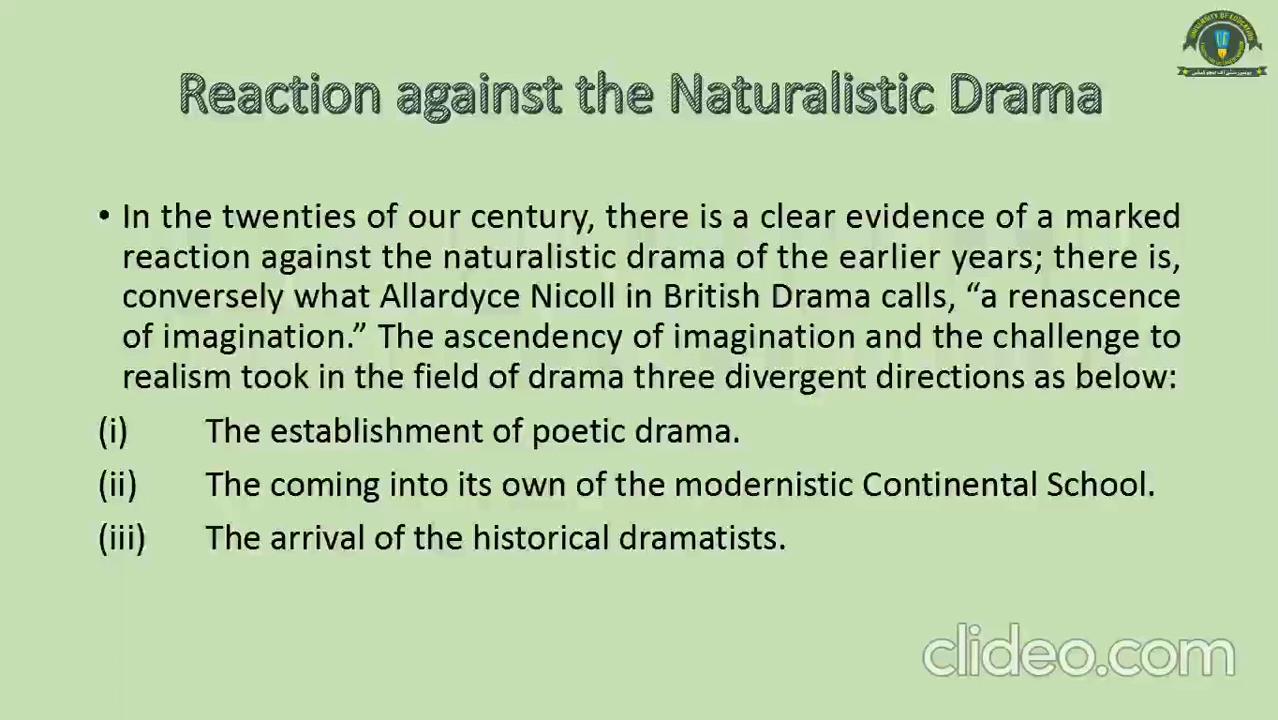 UNIVERSITY OF EDUCATION
Reaction against the Naturalistic Drama
• In the twenties of our century, there is a clear evidence of a marked
reaction against the naturalistic drama of the earlier years; there is,
conversely what Allardyce Nicoll in British Drama calls, “a renascence
of imagination.” The ascendency of imagination and the challenge to
realism took in the field of drama three divergent directions as below:
(i) The establishment of poetic drama.
(ii) The coming into its own of the modernistic Continental School.
(iii) The arrival of the historical dramatists.
clideo.com